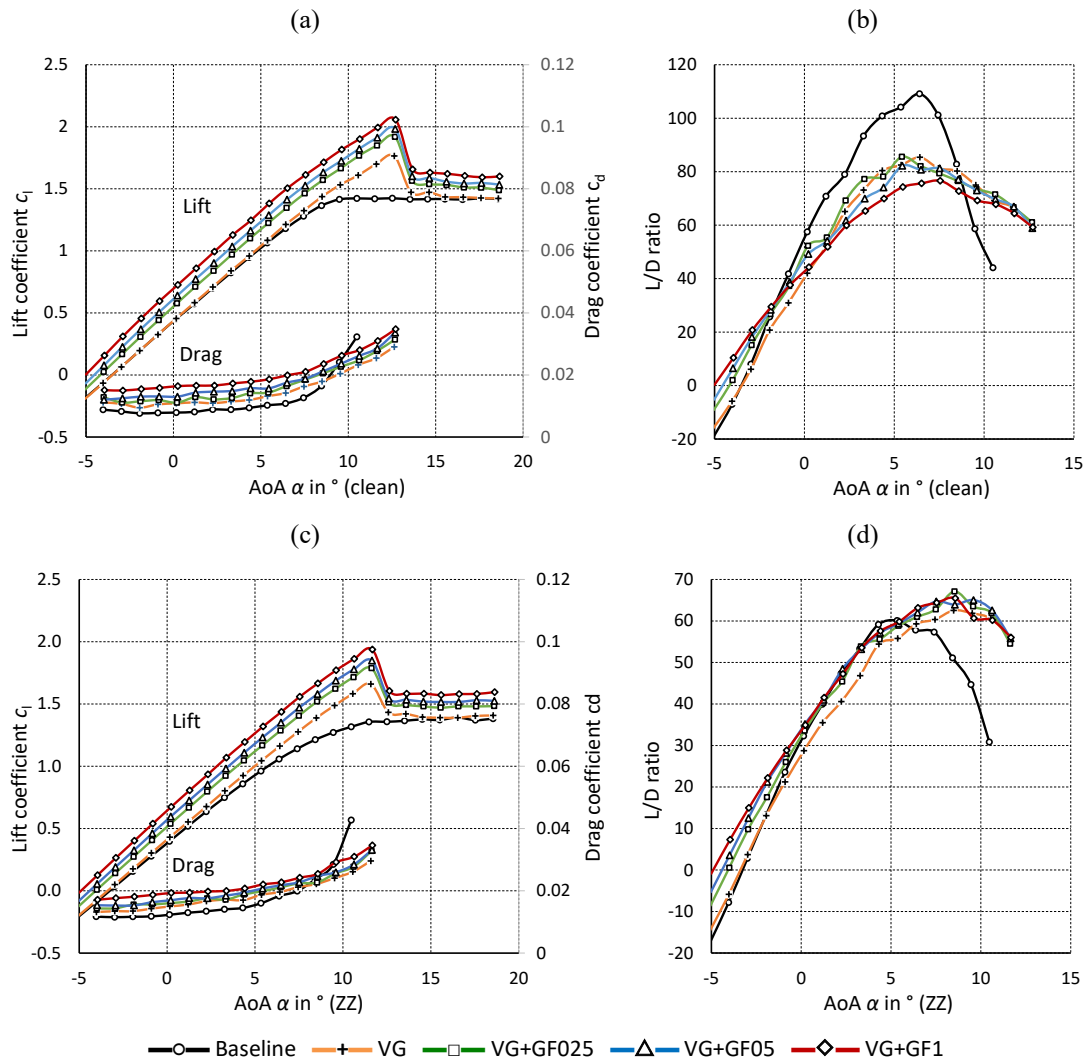 (a)
(b)
2.5
2
1.5
1
0.5
0
-0.5
Lift coefficient cl
0.12
0.1
0.08
0.06
0.04
0.02
0
Drag coefficient cd
Lift
Drag
-5 0 5 10 15 20
AoA α in ° (clean)
120
100
80
60
40
20
0
-20
L/D ratio
-5 0 5 10 15
AoA α in ° (clean)
(c)
(d)
2.5
2.0
1.5
1.0
0.5
0.0
-0.5
Lift coefficient cl
0.12
0.1
0.08
0.06
0.04
0.02
0
Drag coefficient cd
Lift
Drag
-5 0 5 10 15 20
AoA α in ° (ZZ)
70
60
50
40
30
20
10
0
-10
-20
L/D ratio
-5 0 5 10 15
AoA α in ° (ZZ)
Baseline VG VG+GF025 VG+GF05 VG+GF1